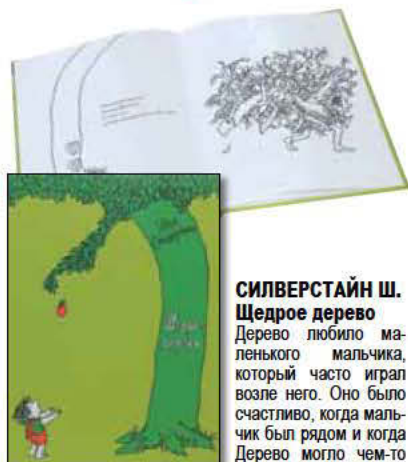 СИЛВЕРСТАЙН Ш.
Щедрое дерево
Дерево любило ма-
ленького мальчика,
который часто играл
возле него. Оно было
счастливо, когда маль-
чик был рядом и когда
Дерево могло чем-то